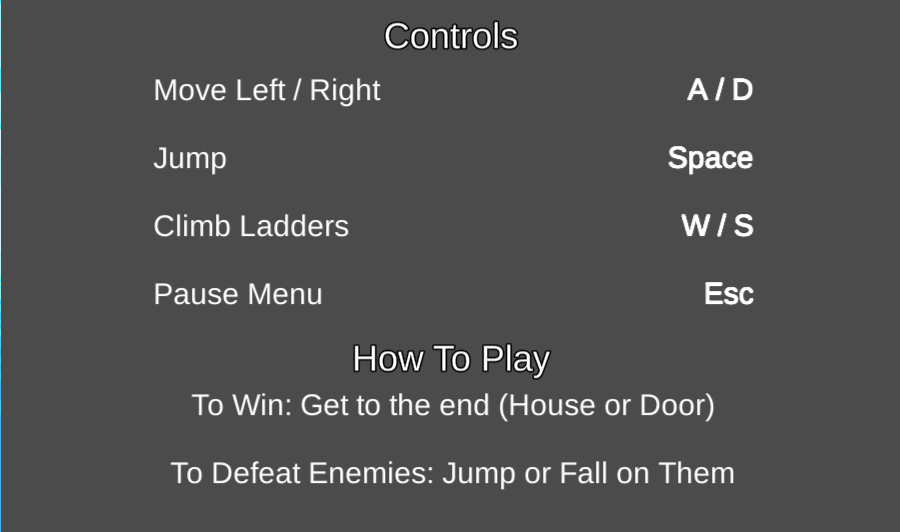 Controls
Move Left / Right A / D
Jump Space
Climb Ladders W / S
Pause Menu Esc
How To Play
To Win: Get to the end (House or Door)
To Defeat Enemies: Jump or Fall on Them